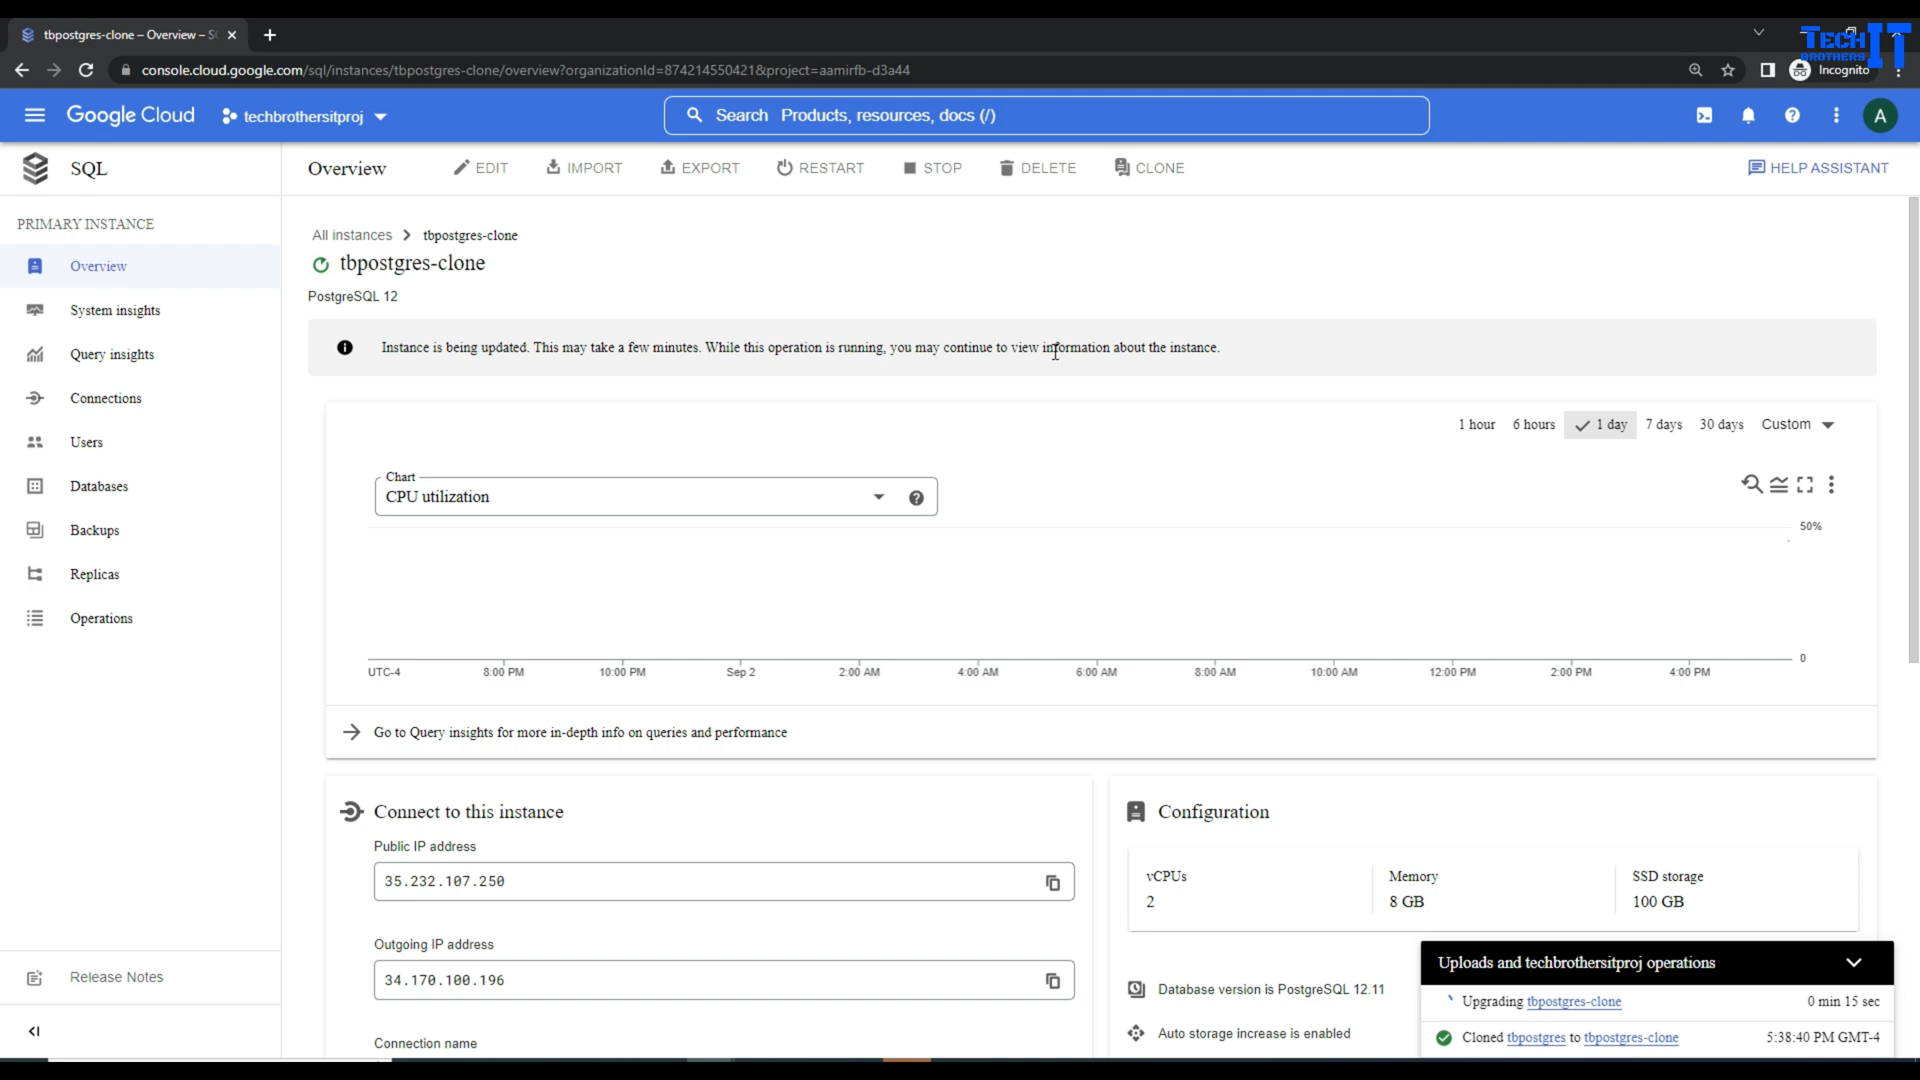 tbpostgres-clone – Overview – S
TECH IT
BROTHERS
console.cloud.google.com/sql/instances/tbpostgres-clone/overview?organizationId=874214550421&project=aamirfb-d3a44
Incognito
Google Cloud
techbrothersitproj
Search Products, resources, docs (/)
A
SQL
Overview
EDIT
IMPORT
EXPORT
RESTART
STOP
DELETE
CLONE
HELP ASSISTANT
PRIMARY INSTANCE
Overview
System insights
Query insights
Connections
Users
Databases
Backups
Replicas
Operations
Release Notes
All instances > tbpostgres-clone
tbpostgres-clone
PostgreSQL 12
Instance is being updated. This may take a few minutes. While this operation is running, you may continue to view information about the instance.
1 hour 6 hours 1 day 7 days 30 days Custom
Chart
CPU utilization
50%
0
UTC-4 8:00 PM 10:00 PM Sep 2 2:00 AM 4:00 AM 6:00 AM 8:00 AM 10:00 AM 12:00 PM 2:00 PM 4:00 PM
Go to Query insights for more in-depth info on queries and performance
Connect to this instance
Public IP address
35.232.107.250
Outgoing IP address
34.170.100.196
Connection name
Configuration
vCPUs Memory SSD storage
2 8 GB 100 GB
Database version is PostgreSQL 12.11
Auto storage increase is enabled
Uploads and techbrothersitproj operations
Upgrading tbpostgres-clone 0 min 15 sec
Cloned tbpostgres to tbpostgres-clone 5:38:40 PM GMT-4